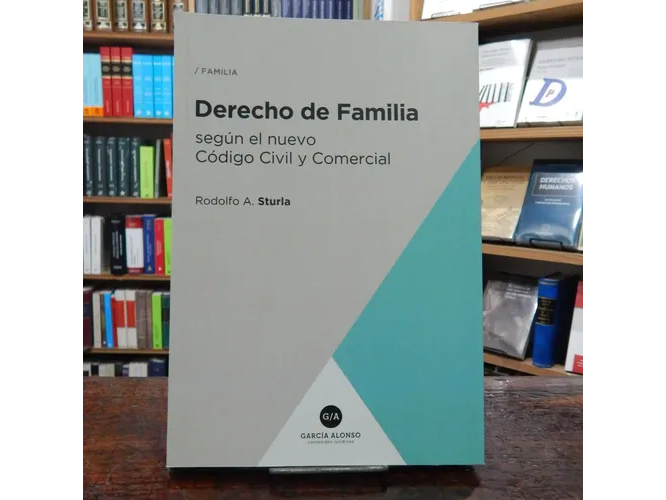 / FAMILIA
Derecho de Familia
según el nuevo
Código Civil y Comercial
Rodolfo A. Sturla
G/A
GARCÍA ALONSO
DERECHOS
HUMANOS
D